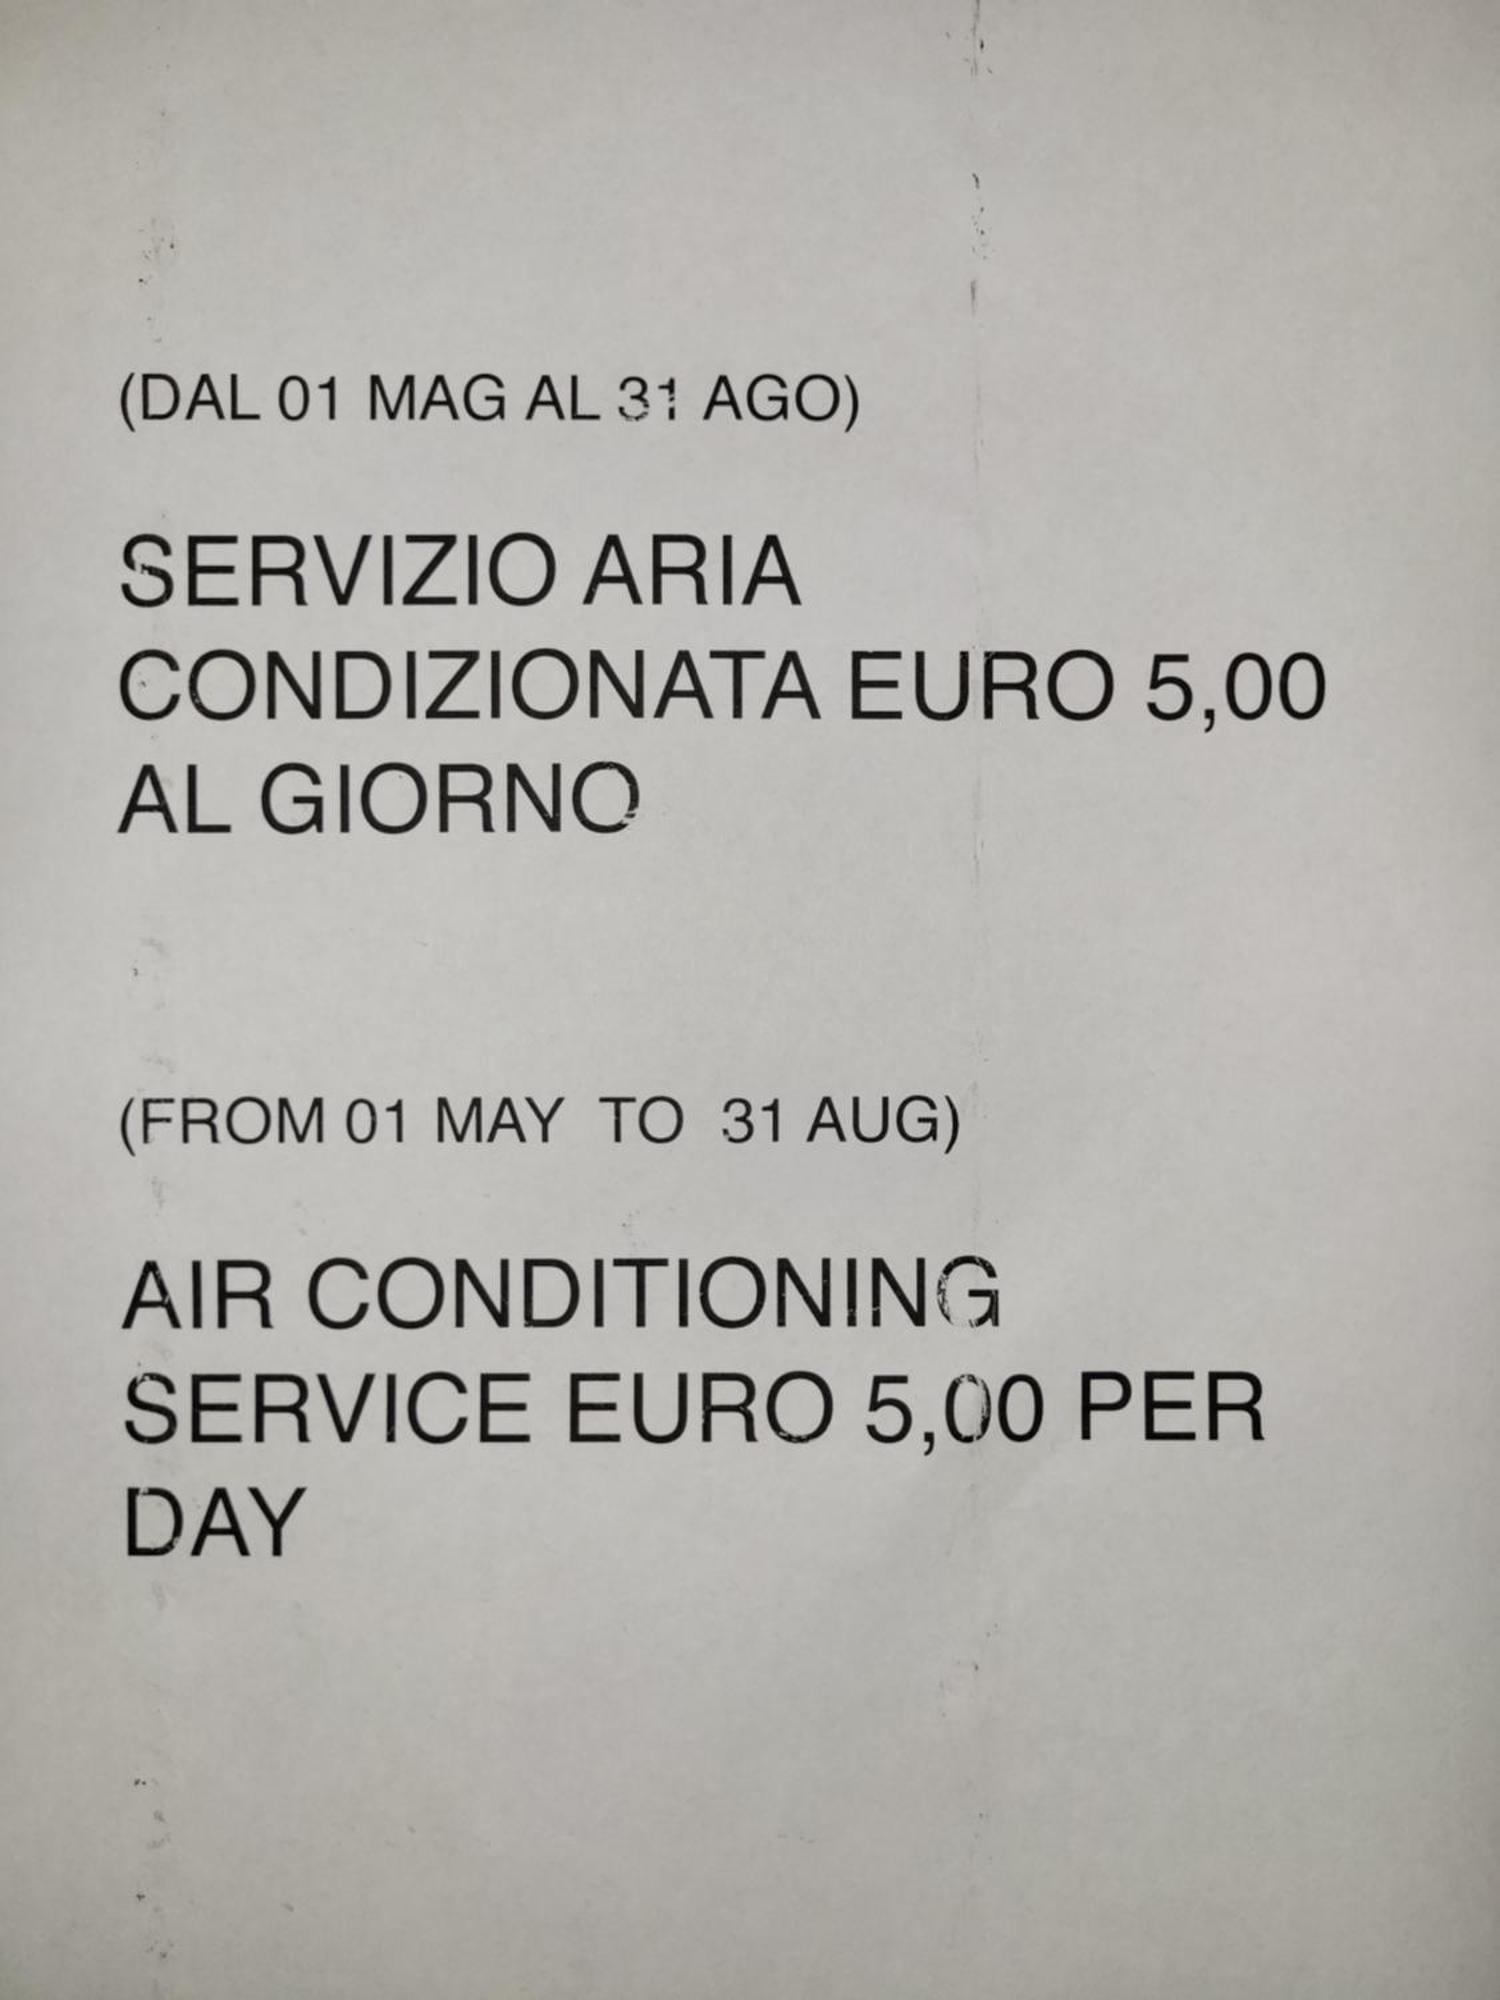 (DAL 01 MAG AL 31 AGO)
SERVIZIO ARIA
CONDIZIONATA EURO 5,00
AL GIORNO
(FROM 01 MAY TO 31 AUG)
AIR CONDITIONING
SERVICE EURO 5,00 PER
DAY